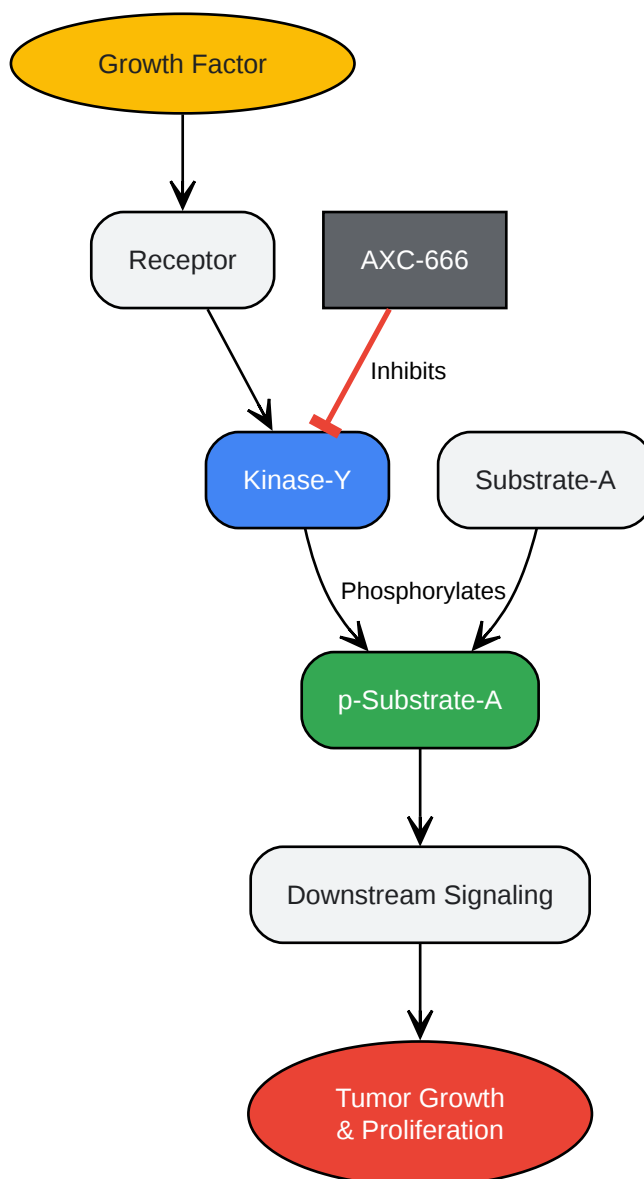 Growth Factor
Receptor
AXC-666
Inhibits
Kinase-Y
Substrate-A
Phosphorylates
p-Substrate-A
Downstream Signaling
Tumor Growth
& Proliferation